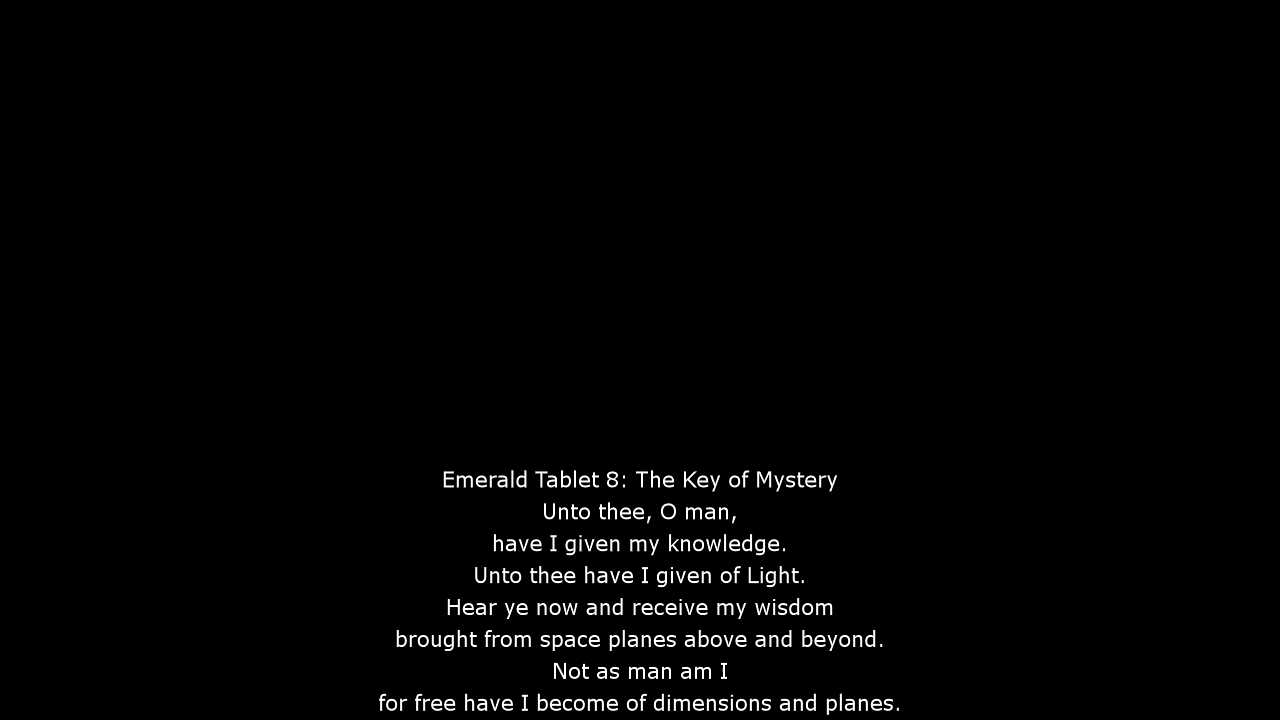 Emerald Tablet 8: The Key of Mystery
Unto thee, O man,
have I given my knowledge.
Unto thee have I given of Light.
Hear ye now and receive my wisdom
brought from space planes above and beyond.
Not as man am I
for free have I become of dimensions and planes.